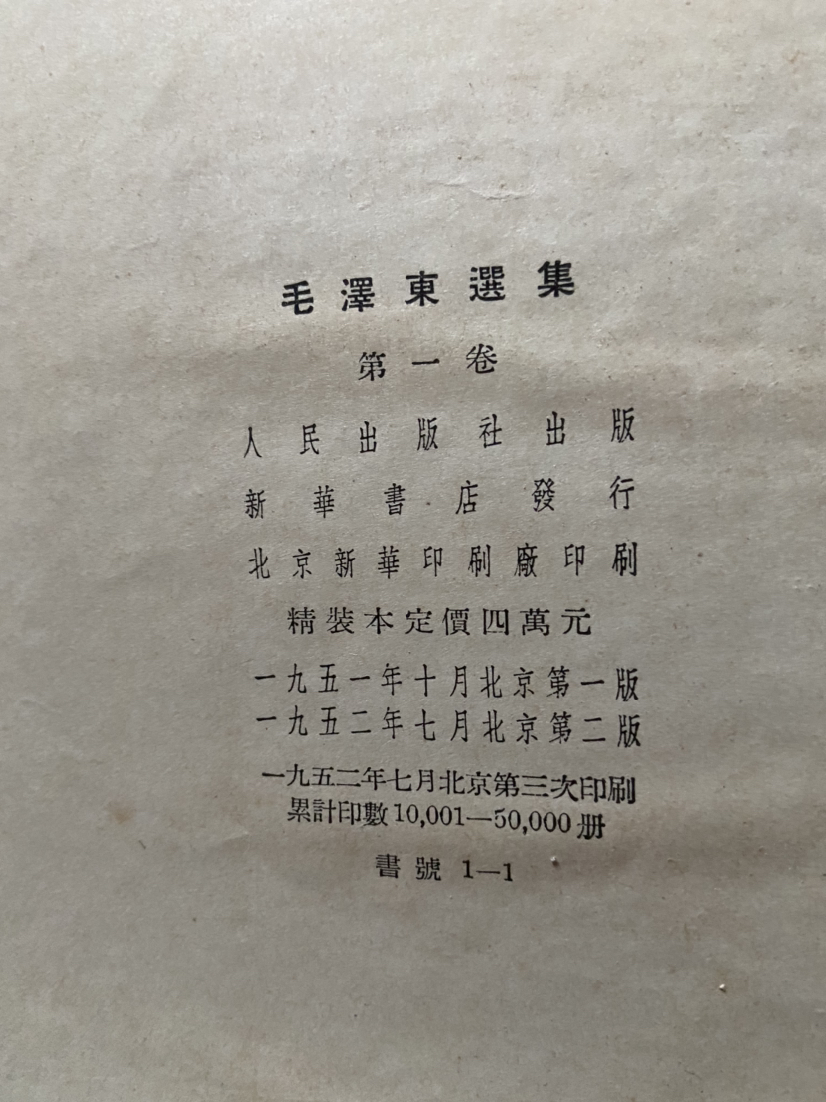 毛澤東選集
第一卷
人民出版社出版
新華書店發行
北京新華印刷廠印刷
精裝本定價四萬元
一九五一年十月北京第一版
一九五二年七月北京第二版
一九五二年七月北京第三次印刷
累計印數10,001—50,000册
書號 1—1